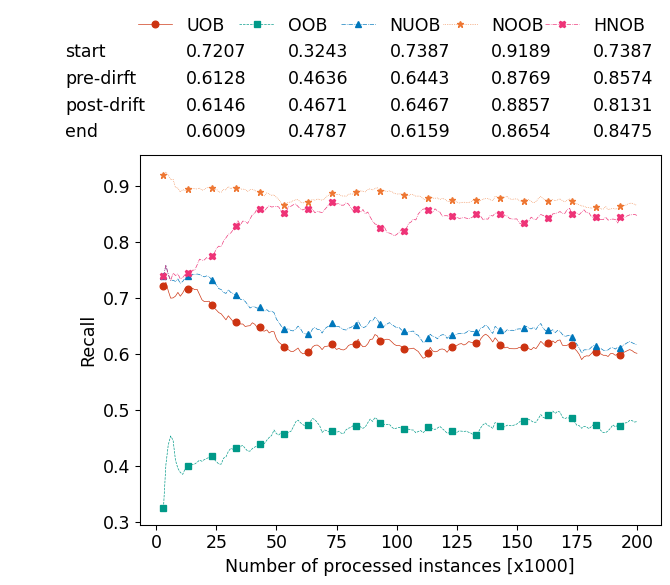 UOB OOB NUOB NOOB HNOB
start 0.7207 0.3243 0.7387 0.9189 0.7387
pre-dirft 0.6128 0.4636 0.6443 0.8769 0.8574
post-drift 0.6146 0.4671 0.6467 0.8857 0.8131
end 0.6009 0.4787 0.6159 0.8654 0.8475
0.9
0.8
0.7
0.6
0.5
0.4
0.3
Recall
0 25 50 75 100 125 150 175 200
Number of processed instances [x1000]